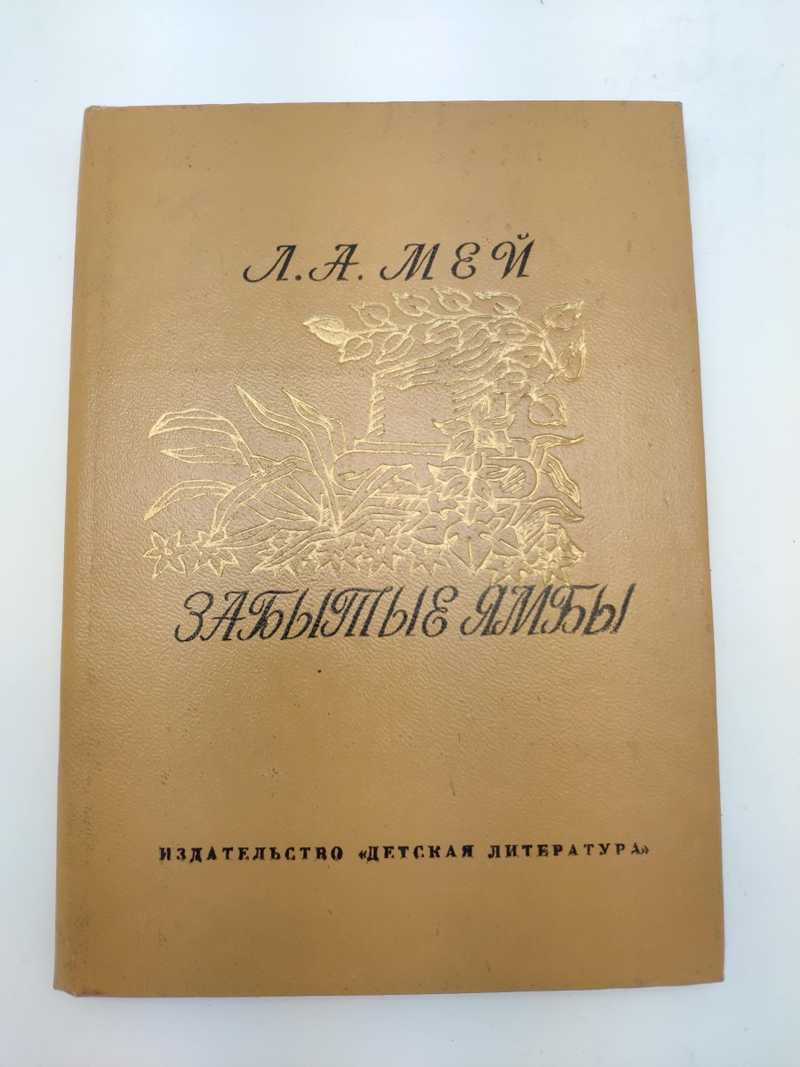 Л. А. МЕЙ
ЗАБЫТЫЕ ЯМБЫ
ИЗДАТЕЛЬСТВО «ДЕТСКАЯ ЛИТЕРАТУРА»